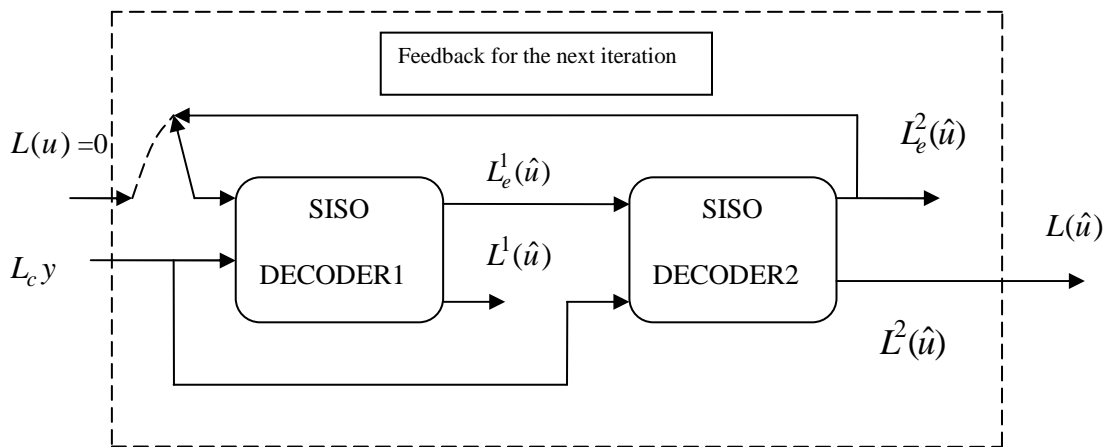 Feedback for the next iteration
L(u) =0
L_e^2(û)
L_e^1(û)
SISO
DECODER1
SISO
DECODER2
L(û)
L_c y
L^1(û)
L^2(û)